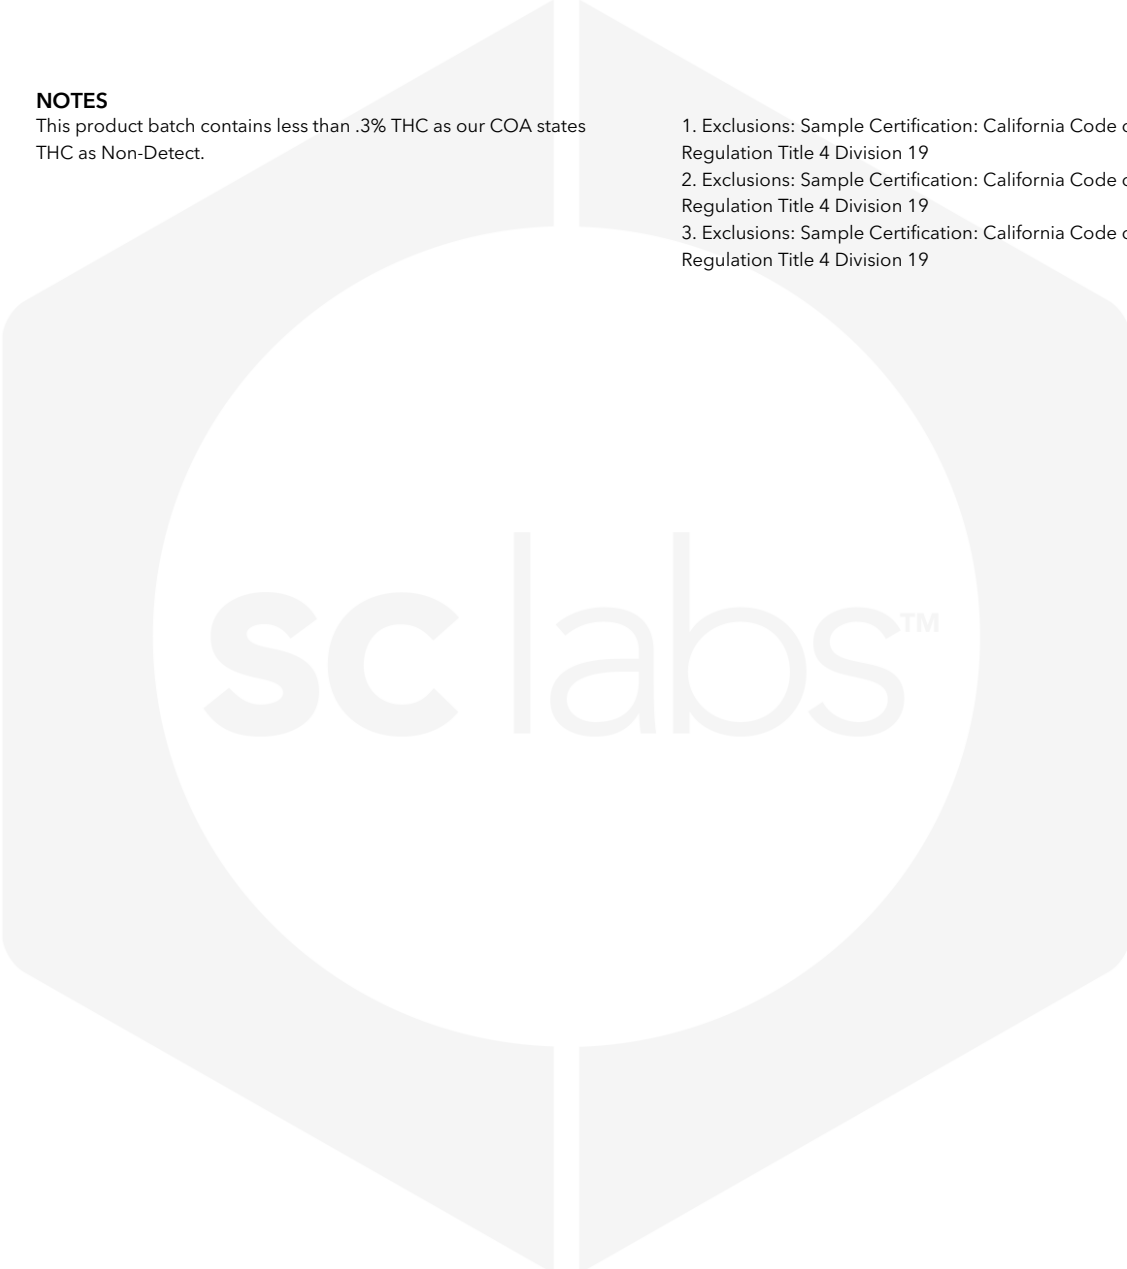 NOTES
This product batch contains less than .3% THC as our COA states
THC as Non-Detect.
1. Exclusions: Sample Certification: California Code
Regulation Title 4 Division 19
2. Exclusions: Sample Certification: California Code
Regulation Title 4 Division 19
3. Exclusions: Sample Certification: California Code
Regulation Title 4 Division 19
sc labs™